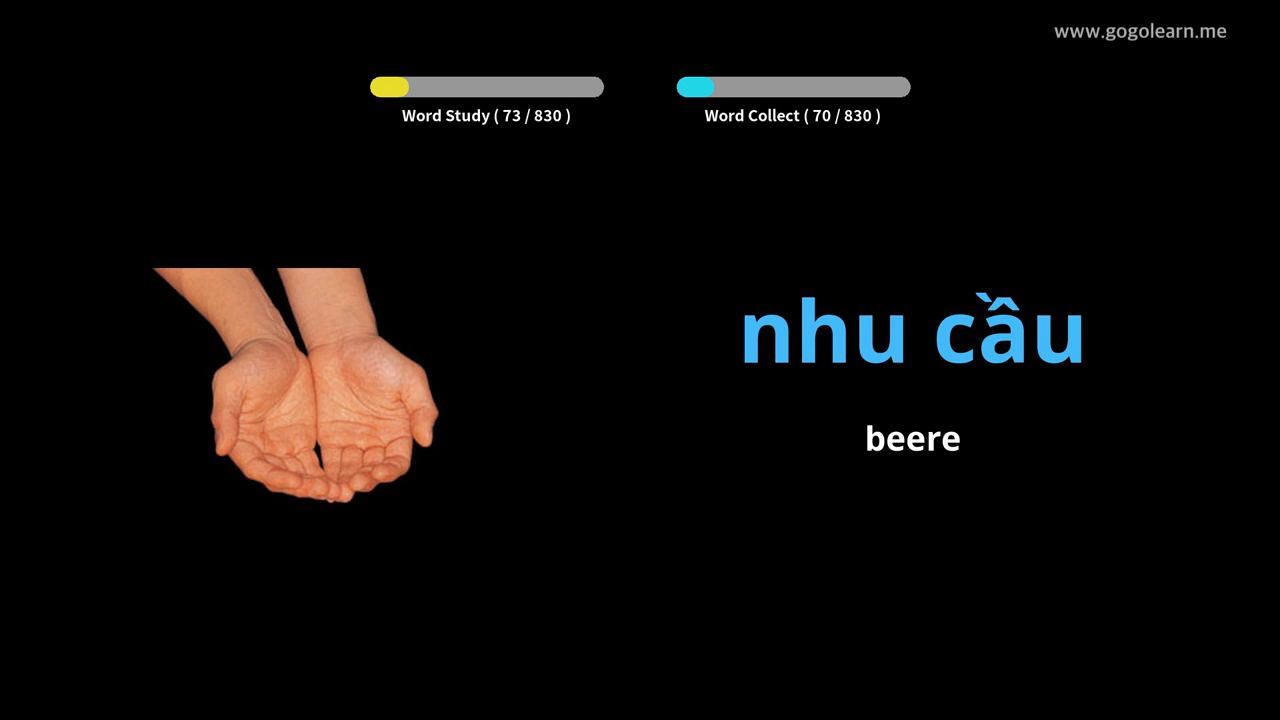 www.gogolearn.me
Word Study ( 73 / 830 )
Word Collect ( 70 / 830 )
nhu cầu
beere